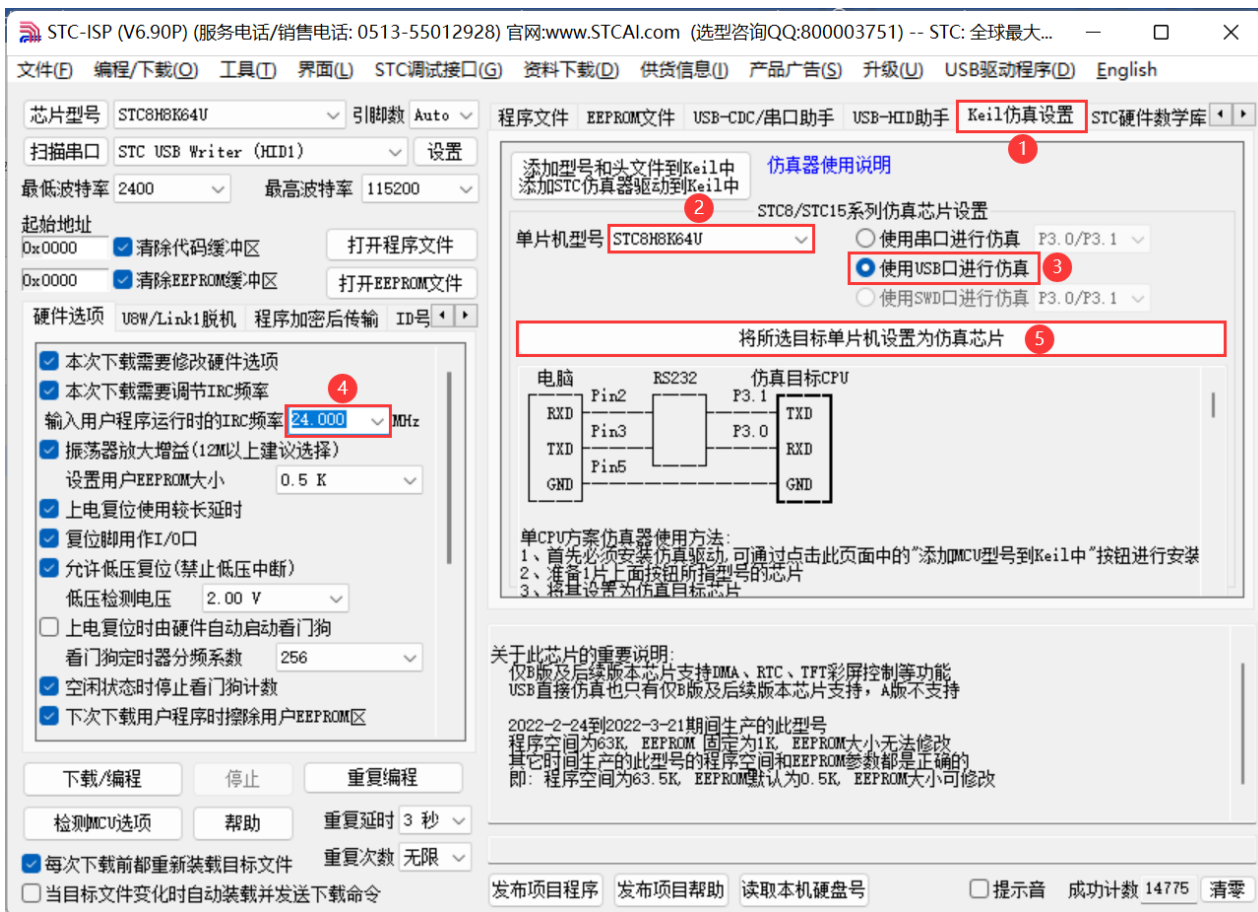 STC-ISP (V6.90P) (服务电话/销售电话: 0513-55012928) 官网:www.STCAI.com (选型咨询QQ:800003751) -- STC: 全球最大...
文件(F) 编程/下载(O) 工具(T) 界面(L) STC调试接口(G) 资料下载(D) 供货信息(I) 产品广告(S) 升级(U) USB驱动程序(D) English
芯片型号 STC8H8K64U 引脚数 Auto
扫描串口 STC USB Writer (HID1) 设置
最低波特率 2400 最高波特率 115200
起始地址
0x0000 清除代码缓冲区 打开程序文件
0x0000 清除EEPROM缓冲区 打开EEPROM文件
硬件选项 U8W/Link1脱机 程序加密后传输 ID号
本次下载需要修改硬件选项
本次下载需要调节IRC频率
4
输入用户程序运行时的IRC频率 24.000 MHz
振荡器放大增益(12M以上建议选择)
设置用户EEPROM大小 0.5 K
上电复位使用较长延时
复位脚用作I/O口
允许低压复位(禁止低压中断)
低压检测电压 2.00 V
上电复位时由硬件自动启动看门狗
看门狗定时器分频系数 256
空闲状态时停止看门狗计数
下次下载用户程序时擦除用户EEPROM区
下载/编程 停止 重复编程
检测MCU选项 帮助 重复延时 3 秒
每次下载前都重新装载目标文件 重复次数 无限
当目标文件变化时自动装载并发送下载命令
程序文件 EEPROM文件 USB-CDC/串口助手 USB-HID助手 Keil仿真设置 STC硬件数学库
1
添加型号和头文件到Keil中
添加STC仿真器驱动到Keil中
仿真器使用说明
2
STC8/STC15系列仿真芯片设置
单片机型号 STC8H8K64U 使用串口进行仿真 P3.0/P3.1
使用USB口进行仿真 3
使用SWD口进行仿真 P3.0/P3.1
将所选目标单片机设置为仿真芯片 5
电脑 RS232 仿真目标CPU
Pin2 P3.1
RXD TXD
Pin3 P3.0
TXD RXD
Pin5
GND GND
单CPU方案仿真器使用方法:
1、首先必须安装仿真驱动,可通过点击此页面中的"添加MCU型号到Keil中"按钮进行安装
2、准备1片上面按钮所指型号的芯片
3、将其设置为仿真目标芯片
关于此芯片的重要说明:
仅B版及后续版本芯片支持DMA、RTC、TFT彩屏控制等功能
USB直接仿真也只有仅B版及后续版本芯片支持，A版不支持
2022-2-24到2022-3-21期间生产的此型号
程序空间为63K, EEPROM 固定为1K, EEPROM大小无法修改
其它时间生产的此型号的程序空间和EEPROM参数都是正确的
即: 程序空间为63.5K, EEPROM默认为0.5K, EEPROM大小可修改
发布项目程序 发布项目帮助 读取本机硬盘号 提示音 成功计数 14775 清零